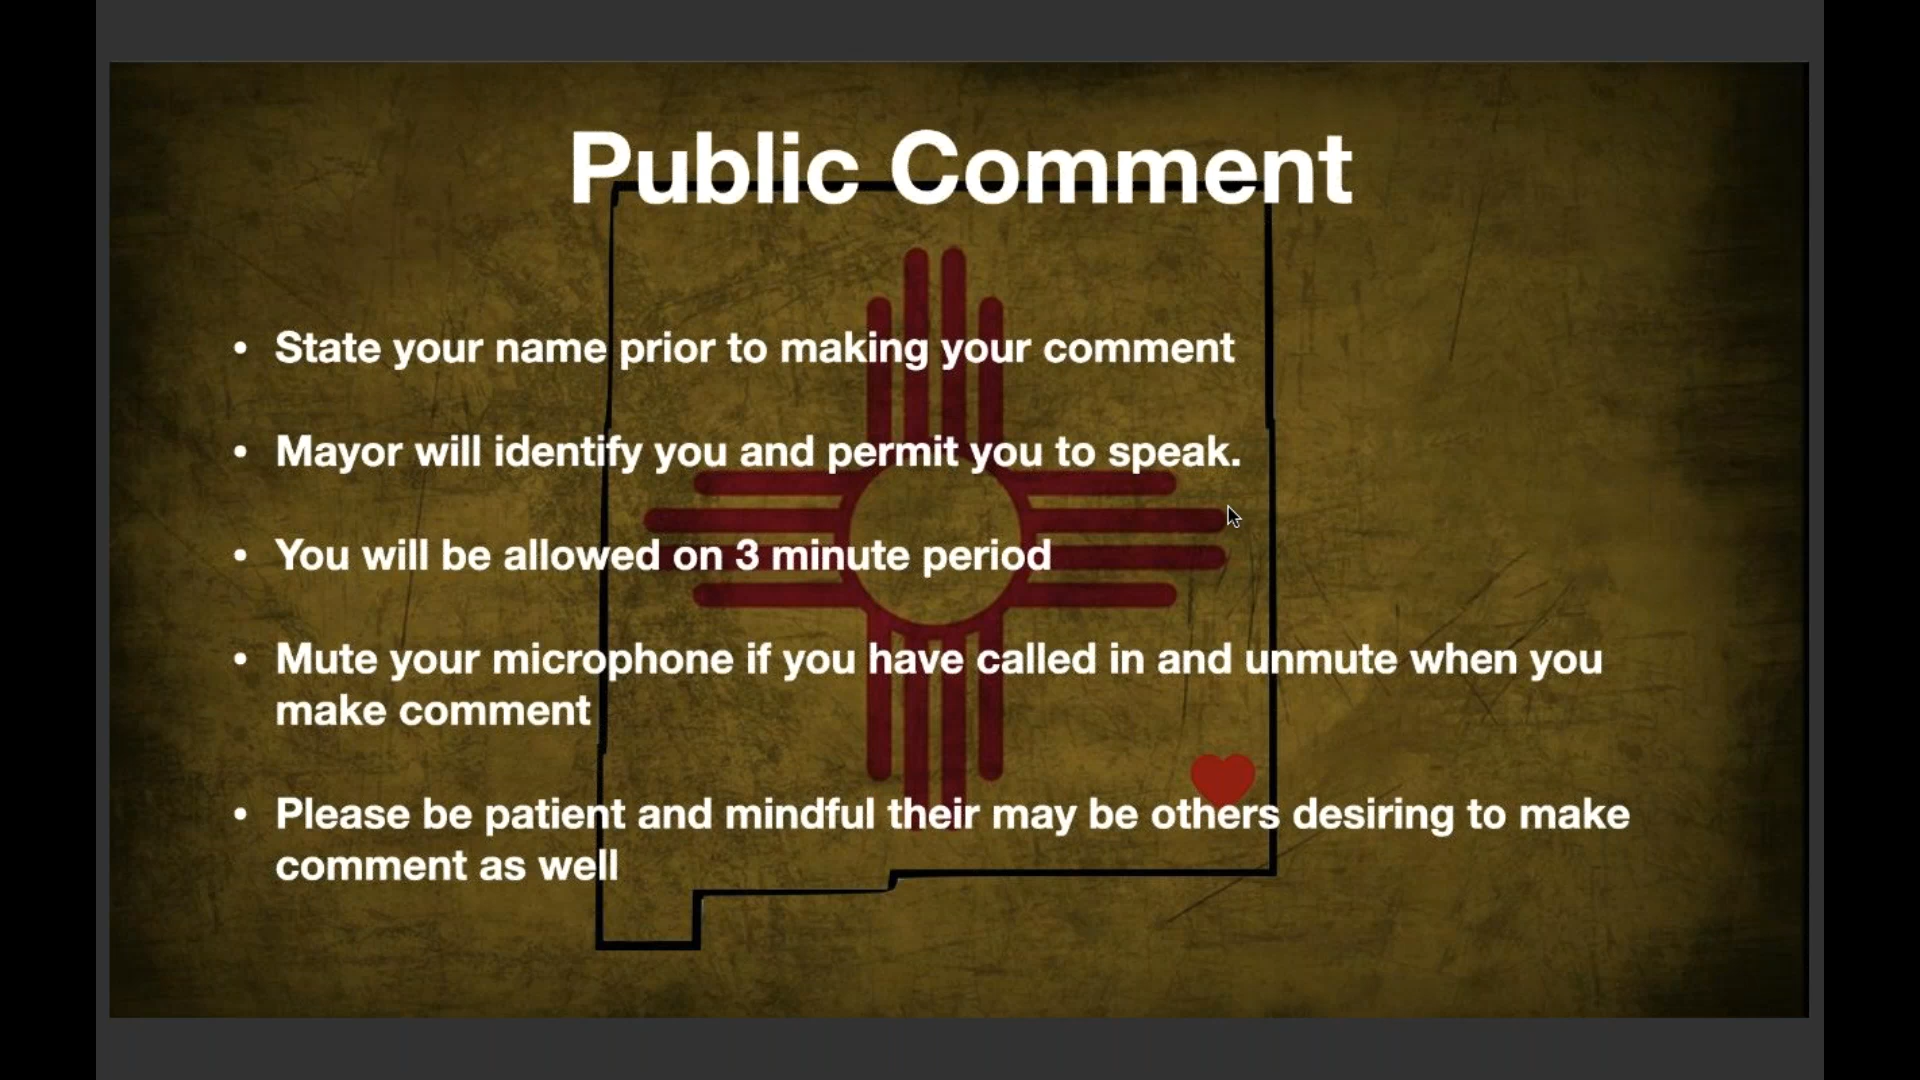 Public Comment
• State your name prior to making your comment
• Mayor will identify you and permit you to speak.
• You will be allowed on 3 minute period
• Mute your microphone if you have called in and unmute when you
make comment
• Please be patient and mindful their may be others desiring to make
comment as well